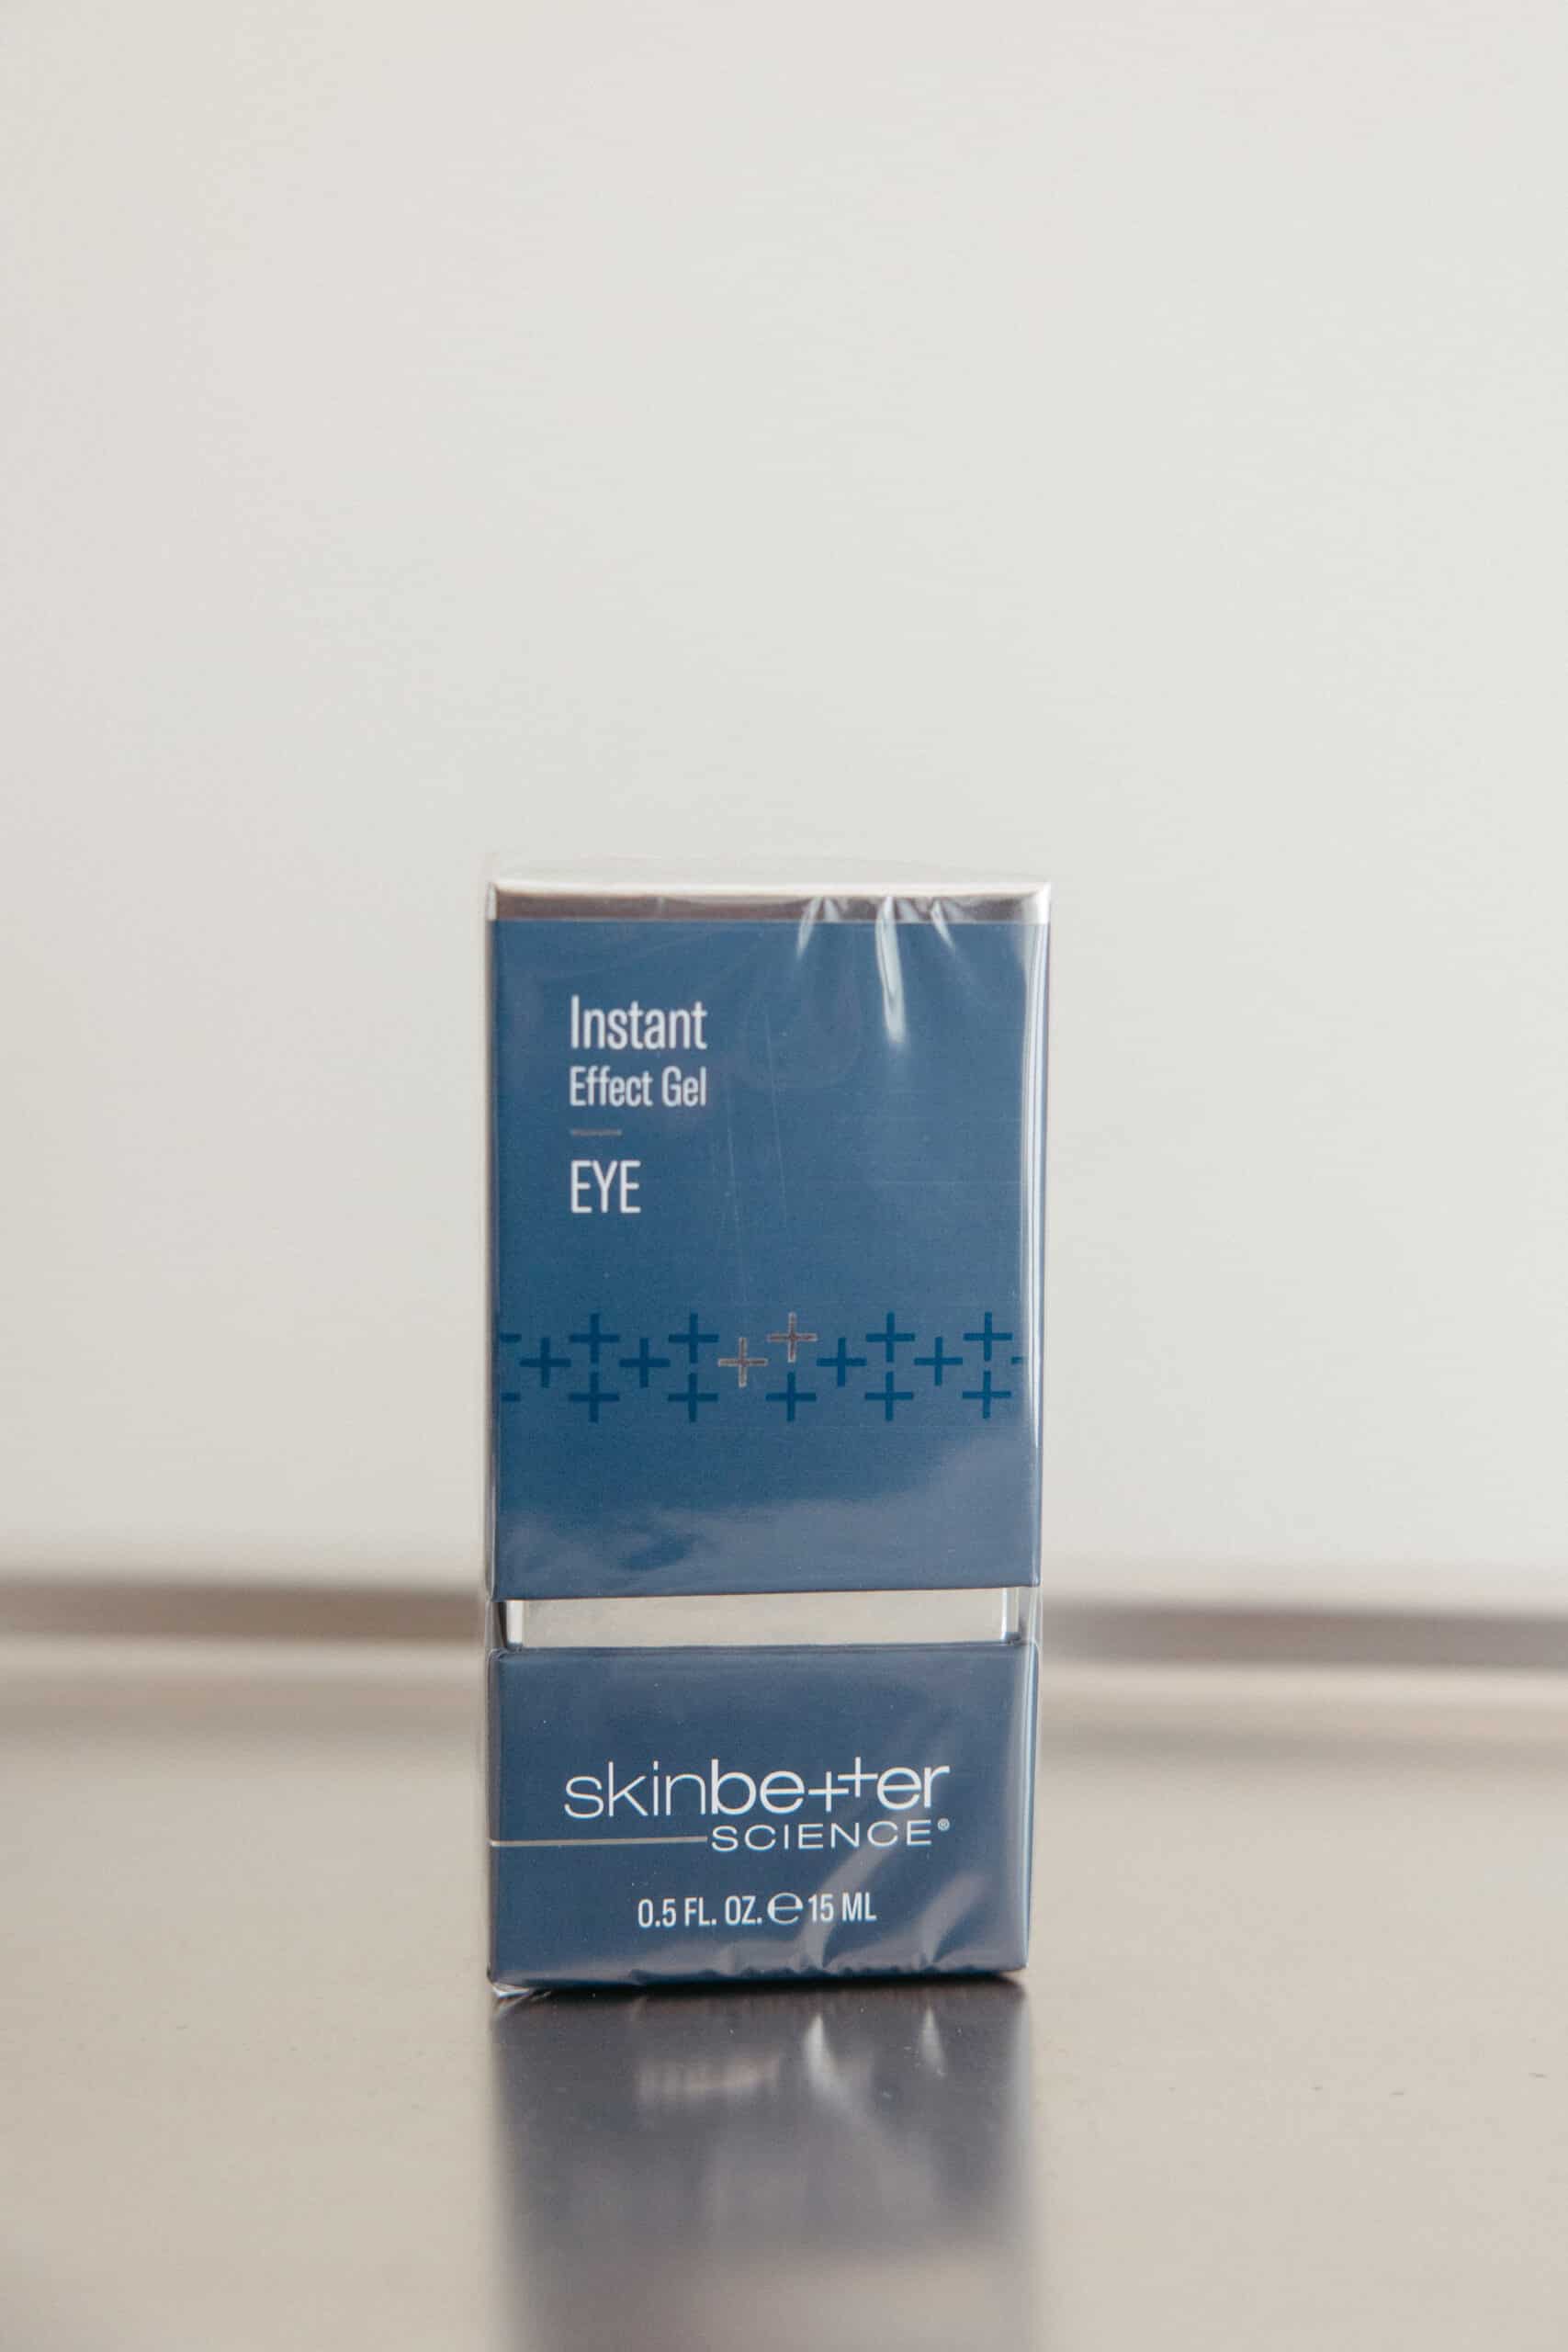 Instant
Effect Gel
EYE
skinbetter
SCIENCE®
0.5 FL. OZ. ℮ 15 ML